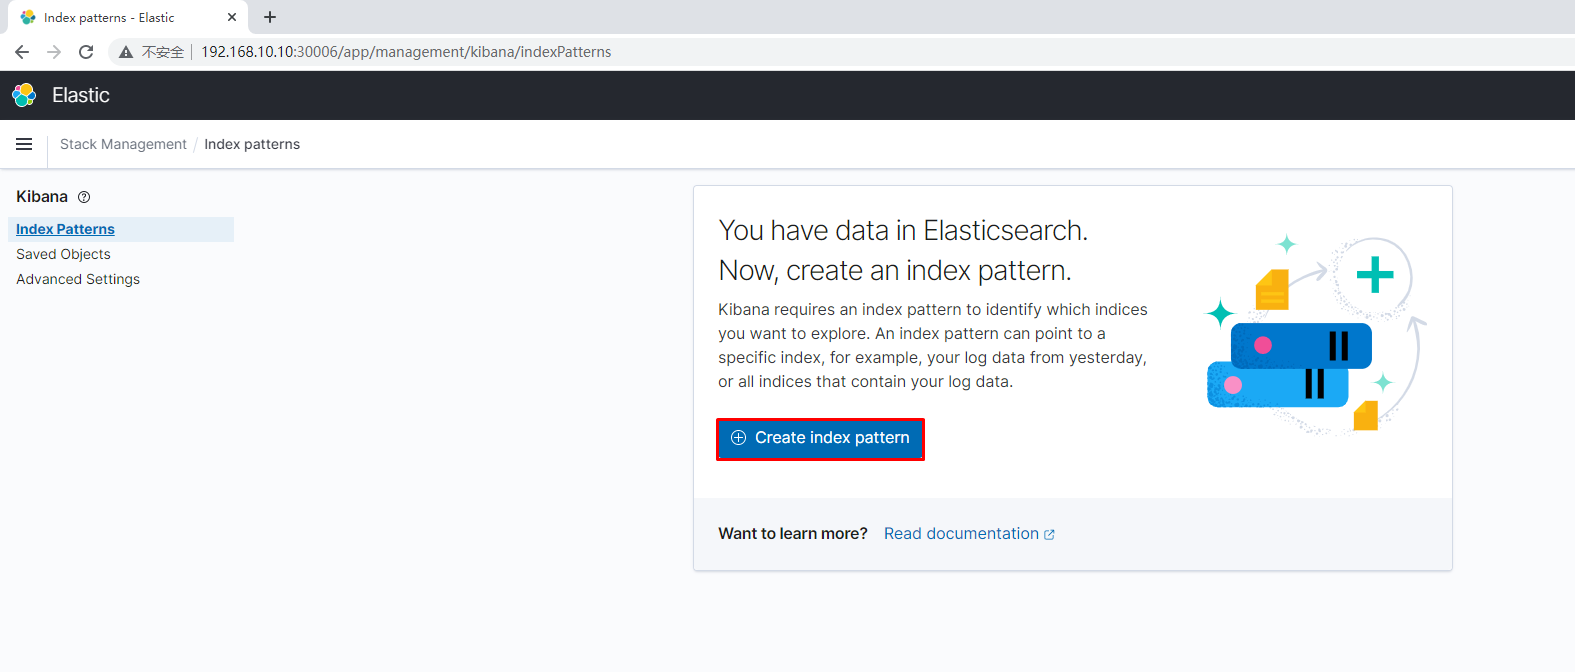 Index patterns - Elastic
不安全
192.168.10.10:30006/app/management/kibana/indexPatterns
Elastic
Stack Management / Index patterns
Kibana
Index Patterns
Saved Objects
Advanced Settings
You have data in Elasticsearch.
Now, create an index pattern.
Kibana requires an index pattern to identify which indices
you want to explore. An index pattern can point to a
specific index, for example, your log data from yesterday,
or all indices that contain your log data.
Create index pattern
Want to learn more? Read documentation